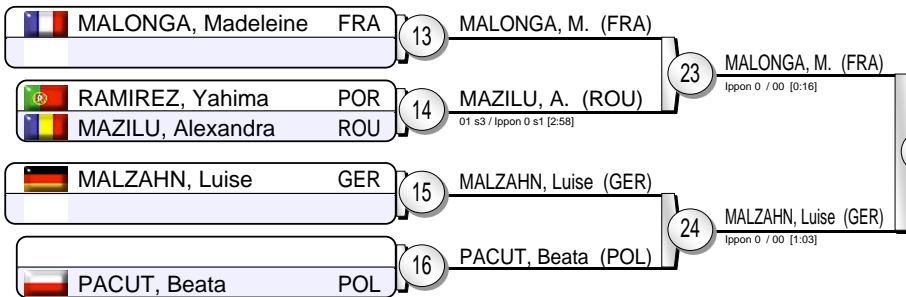 MALONGA, Madeleine FRA
13
MALONGA, M. (FRA)
23
MALONGA, M. (FRA)
Ippon 0 / 00 [0:16]
RAMIREZ, Yahima POR
MAZILU, Alexandra ROU
14
MAZILU, A. (ROU)
01 s3 / Ippon 0 s1 [2:58]
MALZAHN, Luise GER
15
MALZAHN, Luise (GER)
24
MALZAHN, Luise (GER)
Ippon 0 / 00 [1:03]
PACUT, Beata POL
16
PACUT, Beata (POL)